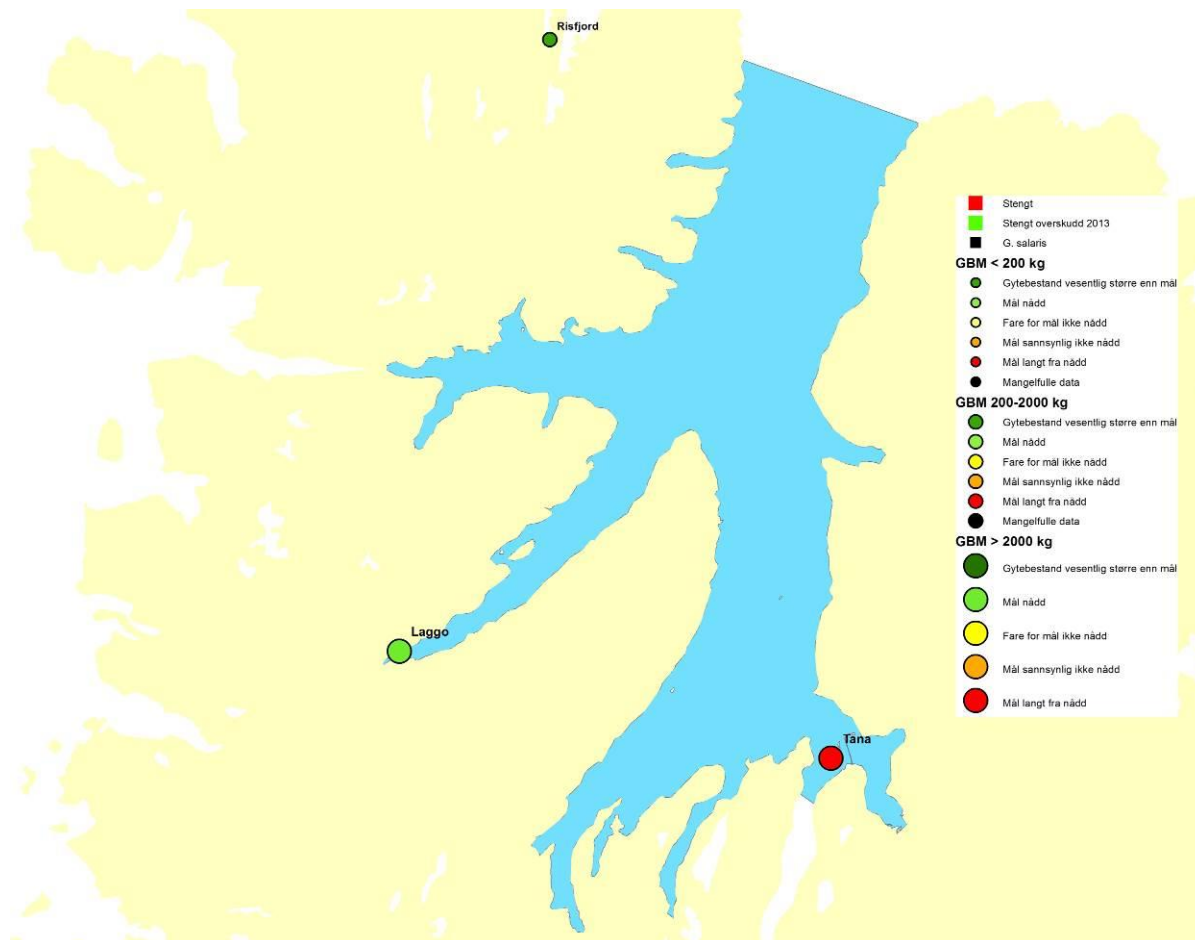 Risfjord
Stengt
Stengt overskudd 2013
G. salaris
GBM < 200 kg
Gytebestand vesentlig større enn mål
Mål nådd
Fare for mål ikke nådd
Mål sannsynlig ikke nådd
Mål langt fra nådd
Mangelfulle data
GBM 200-2000 kg
Gytebestand vesentlig større enn mål
Mål nådd
Fare for mål ikke nådd
Mål sannsynlig ikke nådd
Mål langt fra nådd
Mangelfulle data
GBM > 2000 kg
Gytebestand vesentlig større enn mål
Mål nådd
Fare for mål ikke nådd
Mål sannsynlig ikke nådd
Mål langt fra nådd
Laggo
Tana